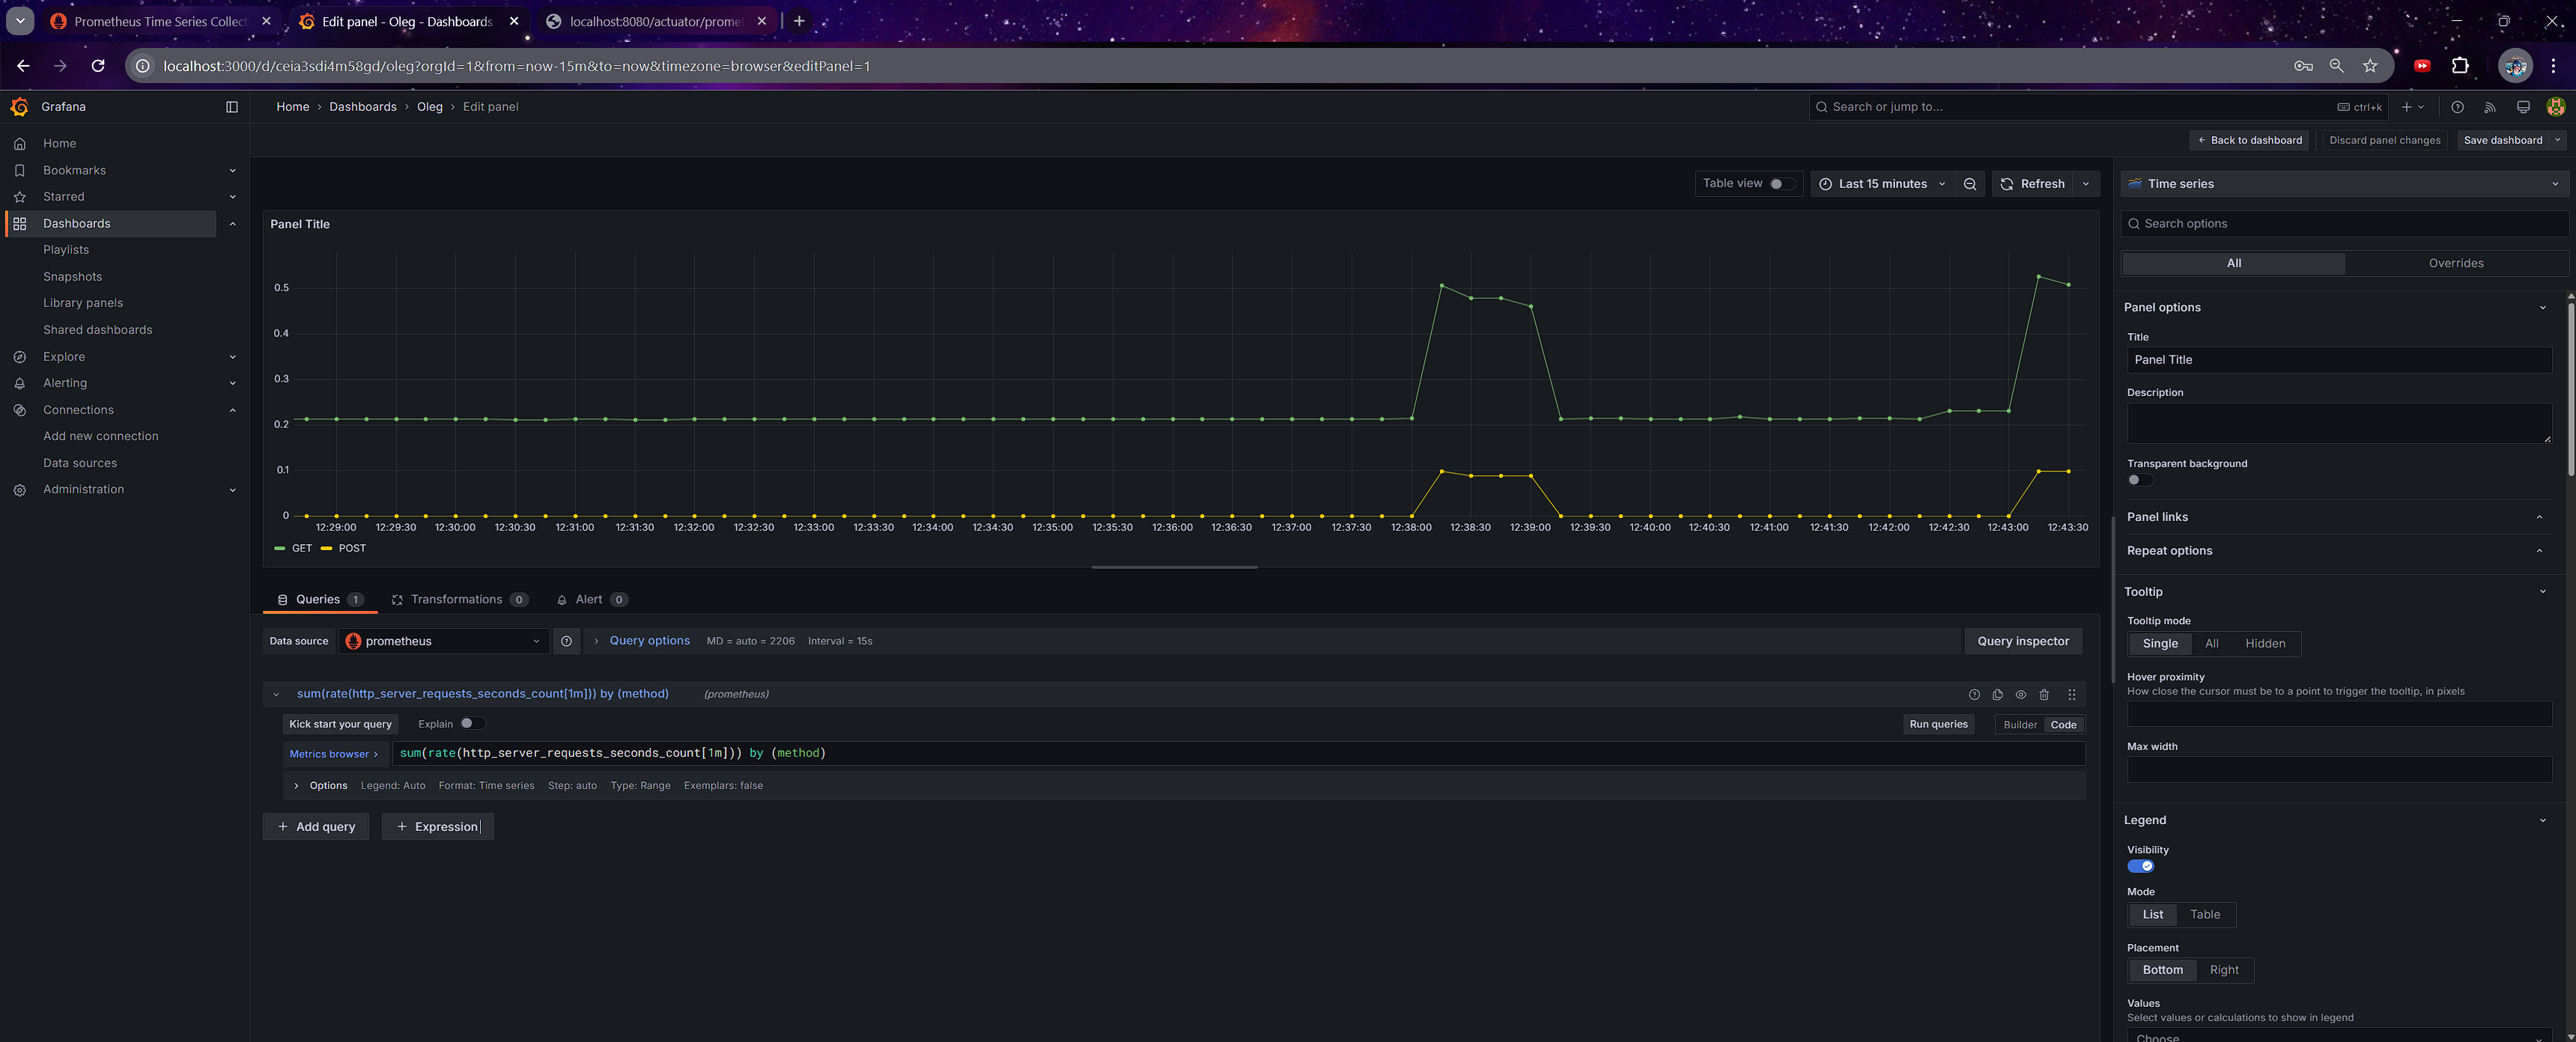 Prometheus Time Series Collect
Edit panel - Oleg - Dashboards
localhost:8080/actuator/promet
localhost:3000/d/ceia3sdi4m58gd/oleg?orgId=1&from=now-15m&to=now&timezone=browser&editPanel=1
Grafana
Home › Dashboards › Oleg › Edit panel
Search or jump to...
ctrl+k
Back to dashboard
Discard panel changes
Save dashboard
Home
Bookmarks
Starred
Dashboards
Playlists
Snapshots
Library panels
Shared dashboards
Explore
Alerting
Connections
Add new connection
Data sources
Administration
Table view
Last 15 minutes
Refresh
Panel Title
0.5
0.4
0.3
0.2
0.1
0
12:29:00 12:29:30 12:30:00 12:30:30 12:31:00 12:31:30 12:32:00 12:32:30 12:33:00 12:33:30 12:34:00 12:34:30 12:35:00 12:35:30 12:36:00 12:36:30 12:37:00 12:37:30 12:38:00 12:38:30 12:39:00 12:39:30 12:40:00 12:40:30 12:41:00 12:41:30 12:42:00 12:42:30 12:43:00 12:43:30
GET POST
Queries 1
Transformations 0
Alert 0
Data source
prometheus
Query options
MD = auto = 2206
Interval = 15s
Query inspector
sum(rate(http_server_requests_seconds_count[1m])) by (method)
(prometheus)
Kick start your query
Explain
Run queries
Builder
Code
Metrics browser >
sum(rate(http_server_requests_seconds_count[1m])) by (method)
Options
Legend: Auto
Format: Time series
Step: auto
Type: Range
Exemplars: false
+ Add query
+ Expression
Time series
Search options
All
Overrides
Panel options
Title
Panel Title
Description
Transparent background
Panel links
Repeat options
Tooltip
Tooltip mode
Single
All
Hidden
Hover proximity
How close the cursor must be to a point to trigger the tooltip, in pixels
Max width
Legend
Visibility
Mode
List
Table
Placement
Bottom
Right
Values
Select values or calculations to show in legend
Choose